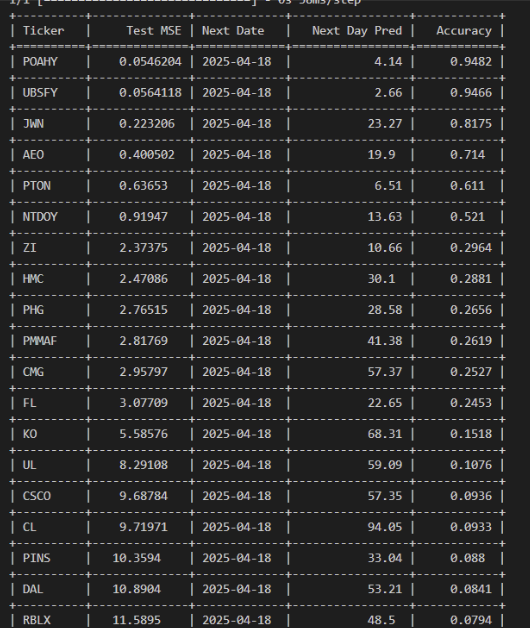 | Ticker | Test MSE | Next Date | Next Day Pred | Accuracy |
| POAHY | 0.0546204 | 2025-04-18 | 4.14 | 0.9482 |
| UBSFY | 0.0564118 | 2025-04-18 | 2.66 | 0.9466 |
| JWN | 0.223206 | 2025-04-18 | 23.27 | 0.8175 |
| AEO | 0.400502 | 2025-04-18 | 19.9 | 0.714 |
| PTON | 0.63653 | 2025-04-18 | 6.51 | 0.611 |
| NTDOY | 0.91947 | 2025-04-18 | 13.63 | 0.521 |
| ZI | 2.37375 | 2025-04-18 | 10.66 | 0.2964 |
| HMC | 2.47086 | 2025-04-18 | 30.1 | 0.2881 |
| PHG | 2.76515 | 2025-04-18 | 28.58 | 0.2656 |
| PMMAF | 2.81769 | 2025-04-18 | 41.38 | 0.2619 |
| CMG | 2.95797 | 2025-04-18 | 57.37 | 0.2527 |
| FL | 3.07709 | 2025-04-18 | 22.65 | 0.2453 |
| KO | 5.58576 | 2025-04-18 | 68.31 | 0.1518 |
| UL | 8.29108 | 2025-04-18 | 59.09 | 0.1076 |
| CSCO | 9.68784 | 2025-04-18 | 57.35 | 0.0936 |
| CL | 9.71971 | 2025-04-18 | 94.05 | 0.0933 |
| PINS | 10.3594 | 2025-04-18 | 33.04 | 0.088 |
| DAL | 10.8904 | 2025-04-18 | 53.21 | 0.0841 |
| RBLX | 11.5895 | 2025-04-18 | 48.5 | 0.0794 |